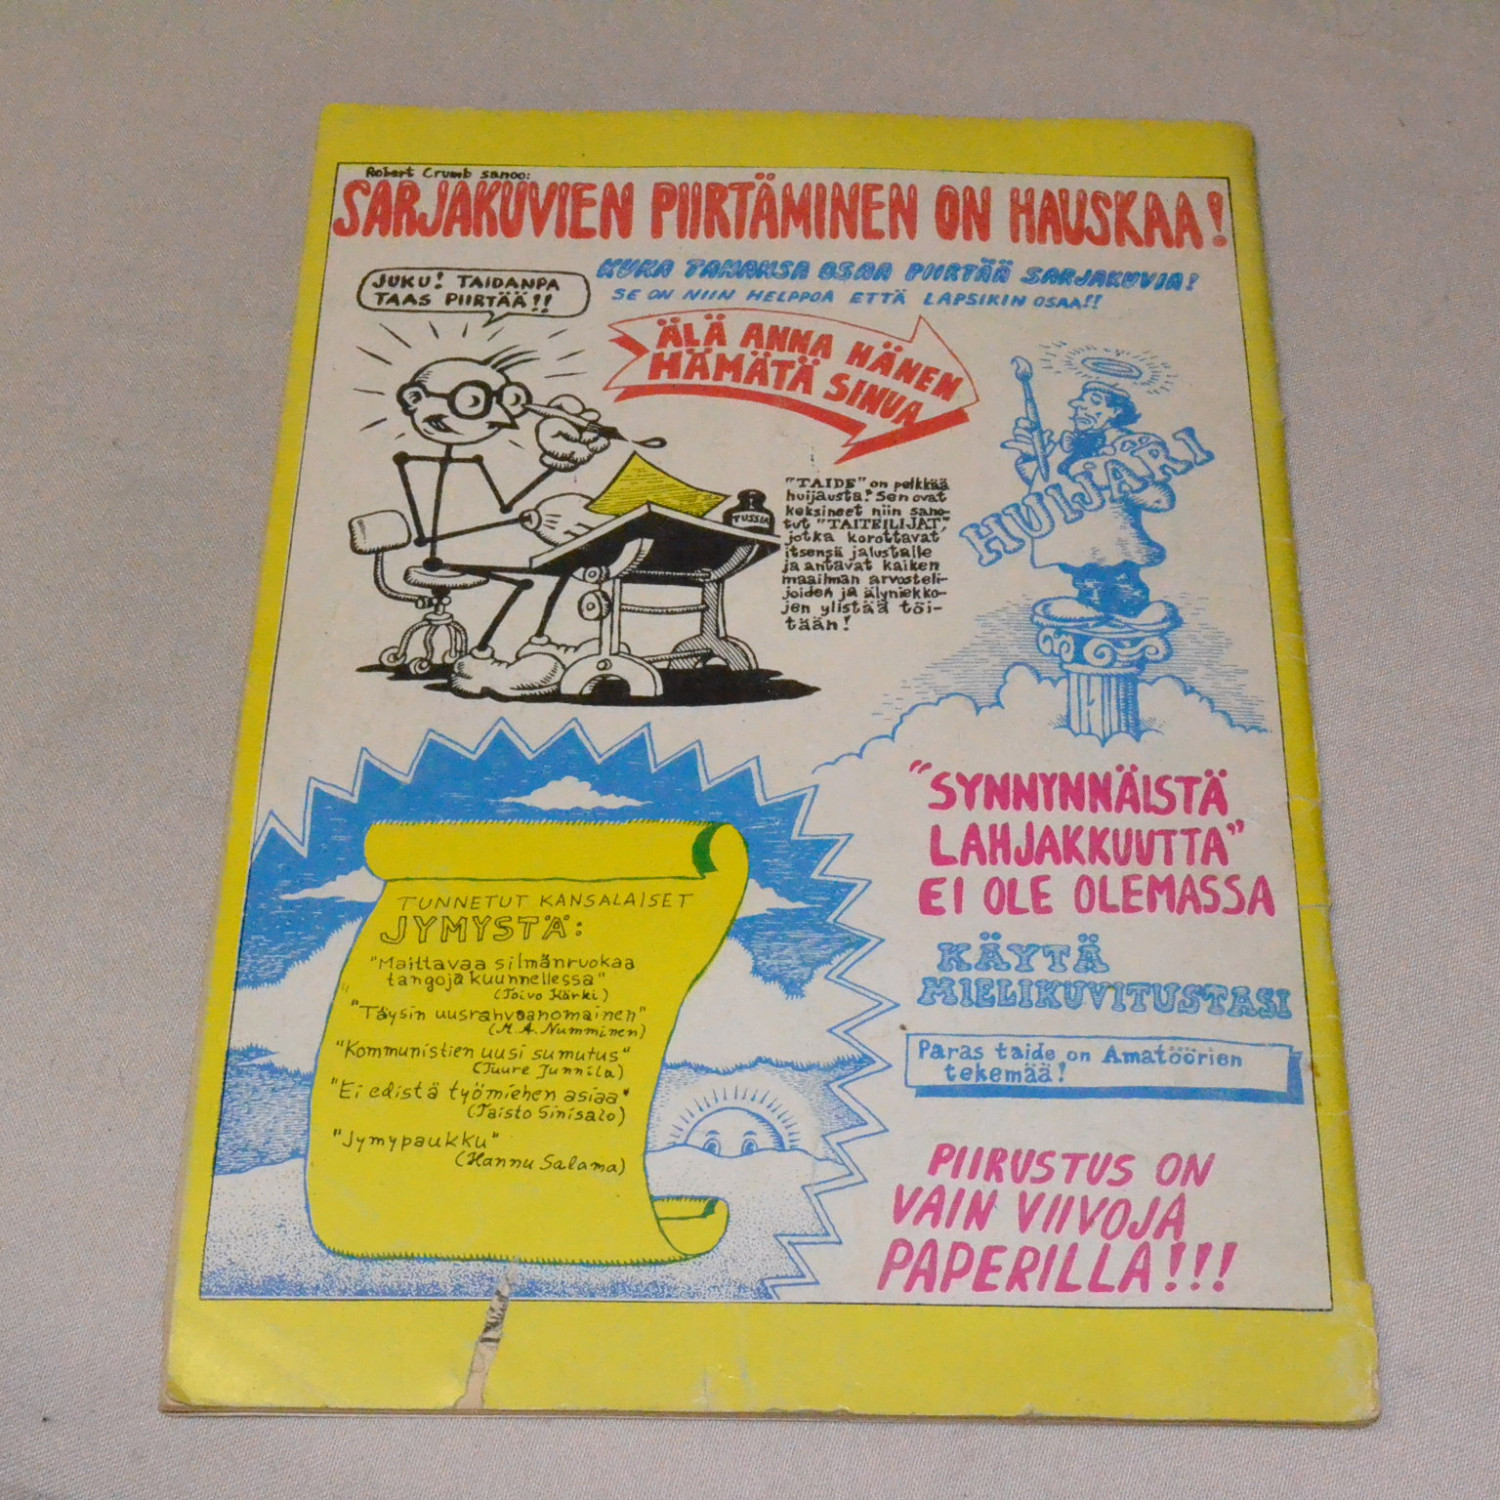 Robert Crumb sanoo:
SARJAKUVIEN PIIRTÄMINEN ON HAUSKAA!
KUKA TAHANSA OSAA PIIRTÄÄ SARJAKUVIA!
SE ON NIIN HELPPOA ETTÄ LAPSIKIN OSAA!!
JUKU! TAIDANPA
TAAS PIIRTÄÄ!!
ÄLÄ ANNA HÄNEN
HÄMÄTÄ SINUA
HUIJARI
"TAIDE" on pelkkää
huijausta! Sen ovat
keksineet niin sano-
tut "TAITEILIJAT",
jotka korottavat
itsensä jalustalle
ja antavat kaiken
maailman arvosteli-
joiden ja älyniekko-
jen ylistää töi-
tään!
TUSSIA
"SYNNYNNÄISTÄ
LAHJAKKUUTTA"
EI OLE OLEMASSA
KÄYTÄ
MIELIKUVITUSTASI
Paras taide on Amatöörien
tekemää!
PIIRUSTUS ON
VAIN VIIVOJA
PAPERILLA!!!
TUNNETUT KANSALAISET
JYMYSTÄ:
"Maittavaa silmänruokaa
tangoja kuunnellessa"
(Toivo Kärki)
"Täysin uusrahvaanomainen"
(M. A. Numminen)
"Kommunistien uusi sumutus"
(Tuure Junnila)
"Ei edistä työmiehen asiaa"
(Taisto Sinisalo)
"Jymypaukku"
(Hannu Salama)